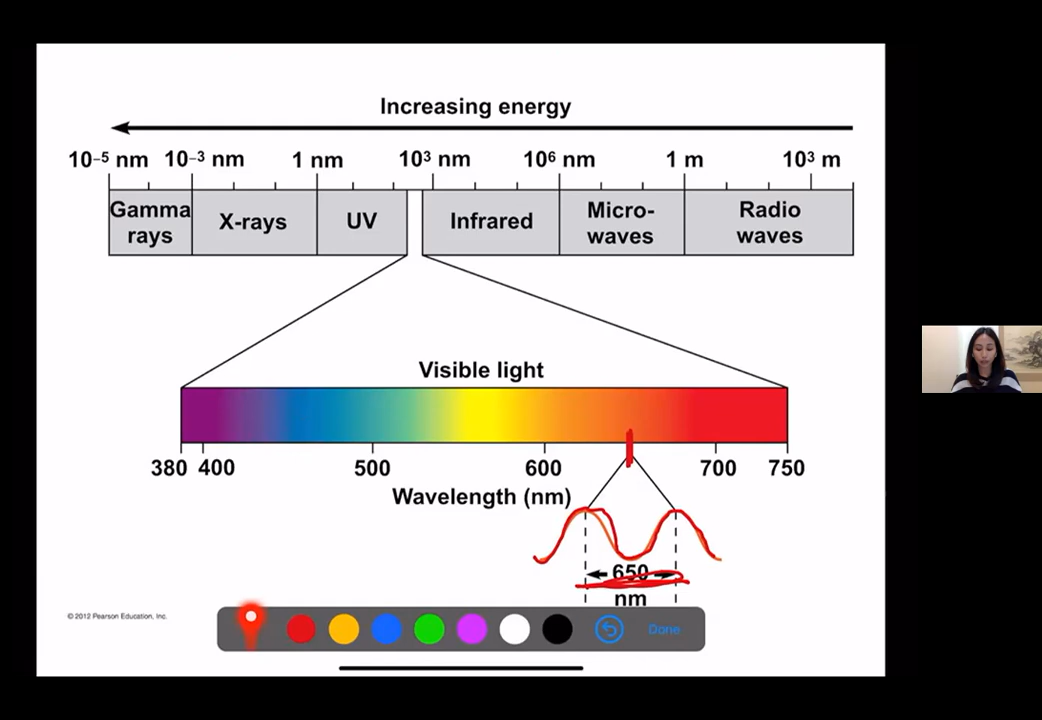 Increasing energy
10⁻⁵ nm 10⁻³ nm 1 nm 10³ nm 10⁶ nm 1 m 10³ m
Gamma rays X-rays UV Infrared Micro-waves Radio waves
Visible light
380 400 500 600 700 750
Wavelength (nm)
650
nm
© 2012 Pearson Education, Inc.
Done